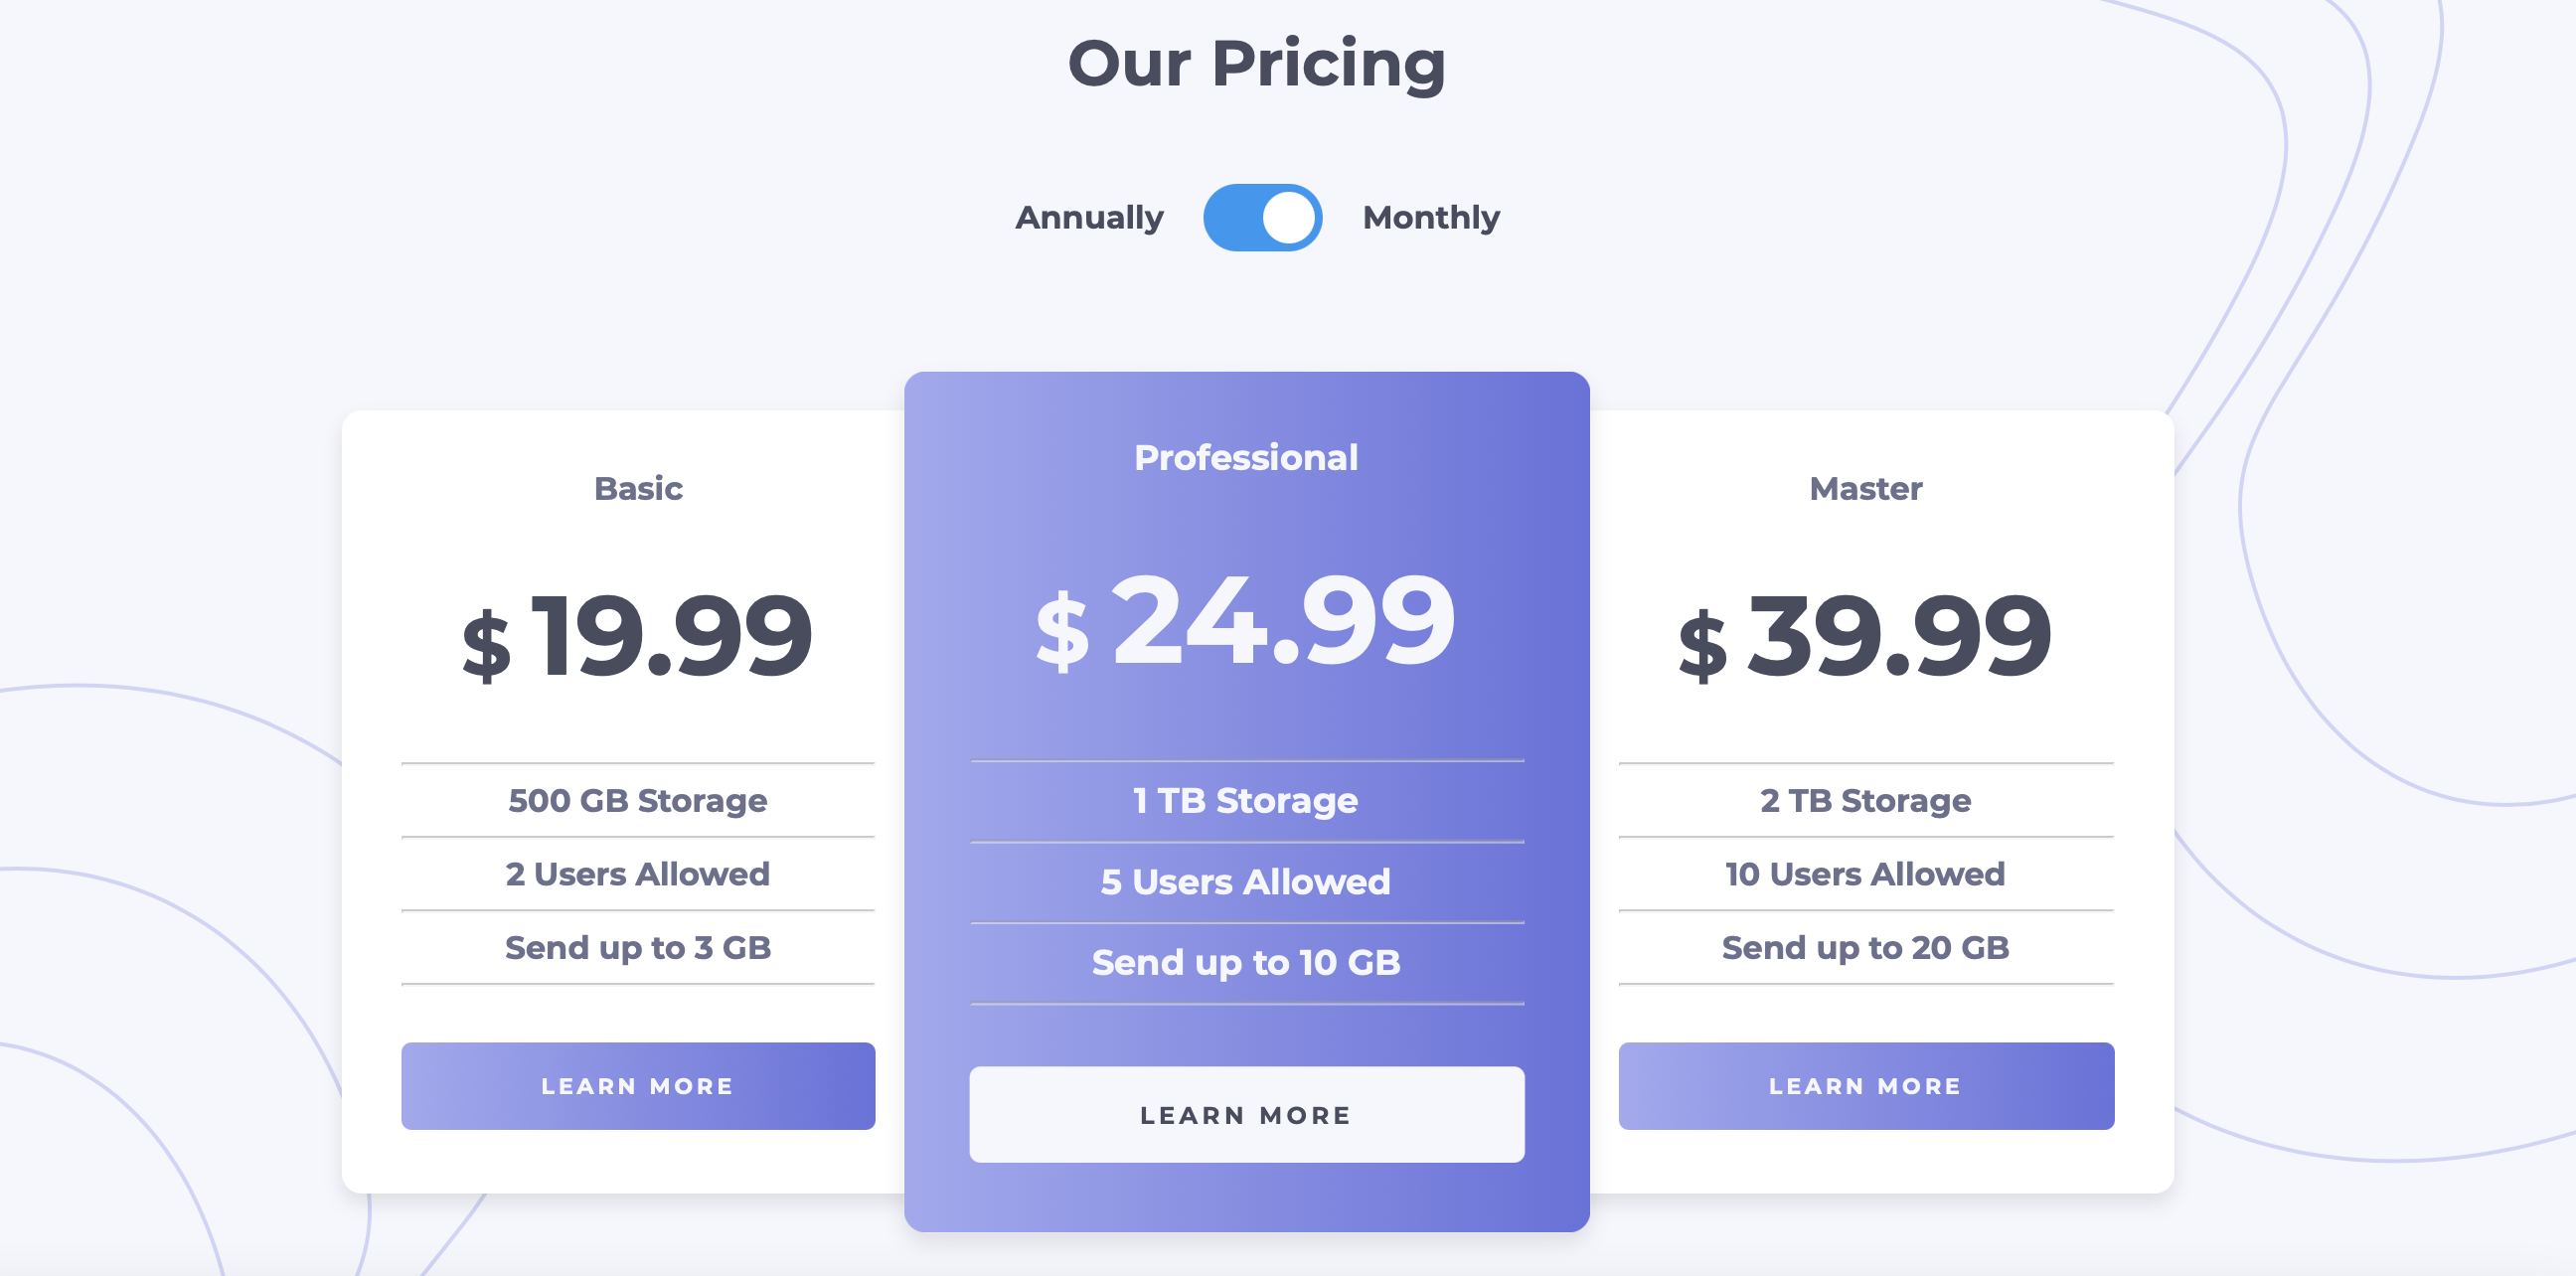 Our Pricing
Annually Monthly
Basic
$ 19.99
500 GB Storage
2 Users Allowed
Send up to 3 GB
LEARN MORE
Professional
$ 24.99
1 TB Storage
5 Users Allowed
Send up to 10 GB
LEARN MORE
Master
$ 39.99
2 TB Storage
10 Users Allowed
Send up to 20 GB
LEARN MORE